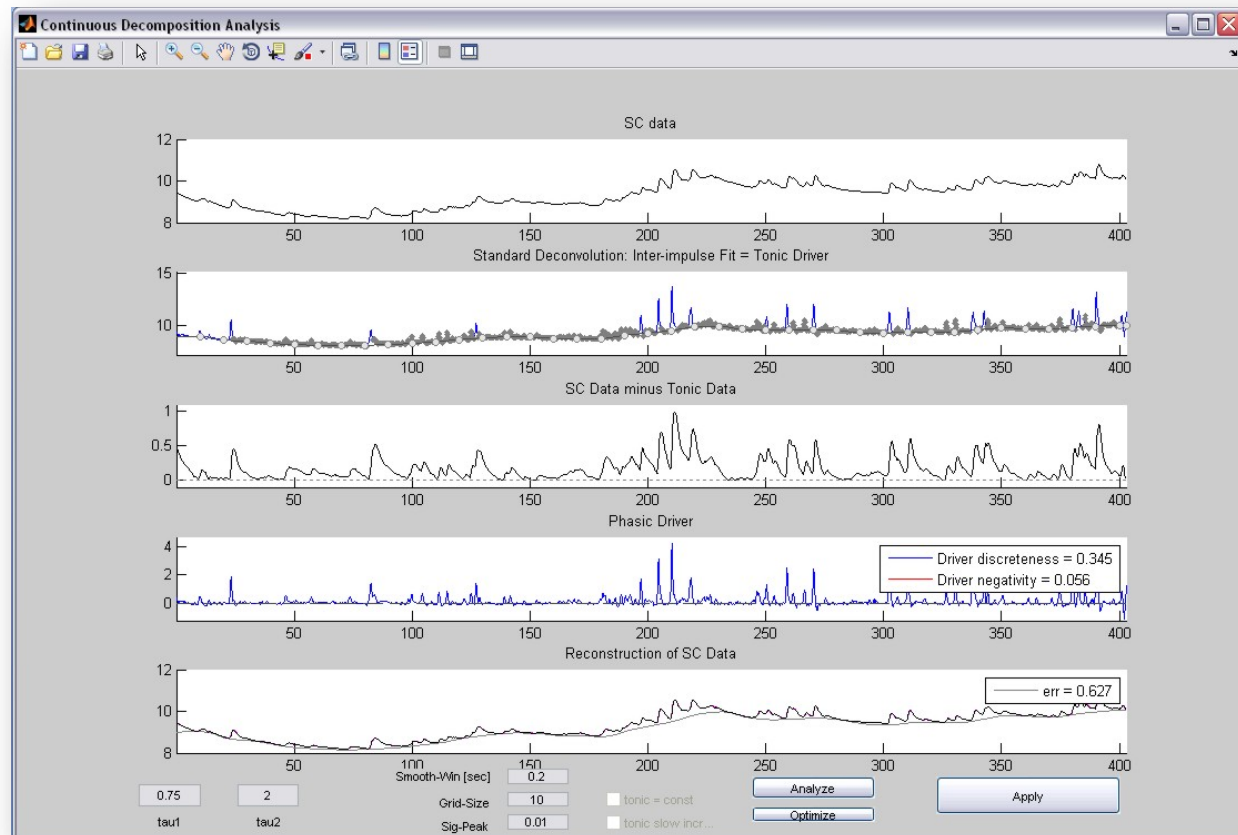 Continuous Decomposition Analysis
SC data
12
10
8
50 100 150 200 250 300 350 400
Standard Deconvolution: Inter-impulse Fit = Tonic Driver
15
10
50 100 150 200 250 300 350 400
SC Data minus Tonic Data
1
0.5
0
50 100 150 200 250 300 350 400
Phasic Driver
4
2
0
Driver discreteness = 0.345
Driver negativity = 0.056
50 100 150 200 250 300 350 400
Reconstruction of SC Data
12
10
8
err = 0.627
50 100 150 200 250 300 350 400
Smooth-Win [sec] 0.2
Grid-Size 10
Sig-Peak 0.01
0.75 2
tau1 tau2
tonic = const
tonic slow incr...
Analyze
Optimize
Apply